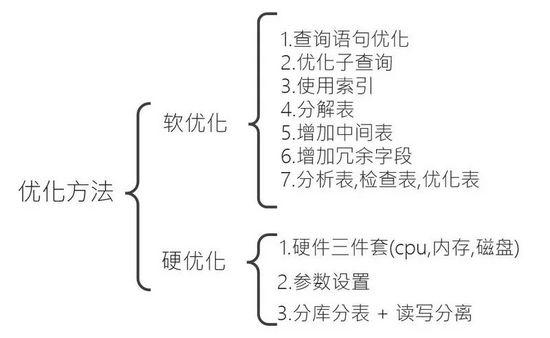 优化方法
软优化
1.查询语句优化
2.优化子查询
3.使用索引
4.分解表
5.增加中间表
6.增加冗余字段
7.分析表,检查表,优化表
硬优化
1.硬件三件套(cpu,内存,磁盘)
2.参数设置
3.分库分表 + 读写分离